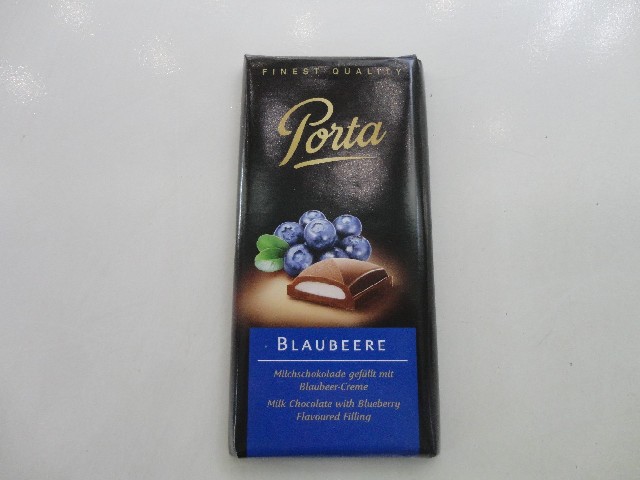 FINEST QUALITY
Porta
BLAUBEERE
Milchschokolade gefüllt mit
Blaubeer-Creme
Milk Chocolate with Blueberry
Flavoured Filling